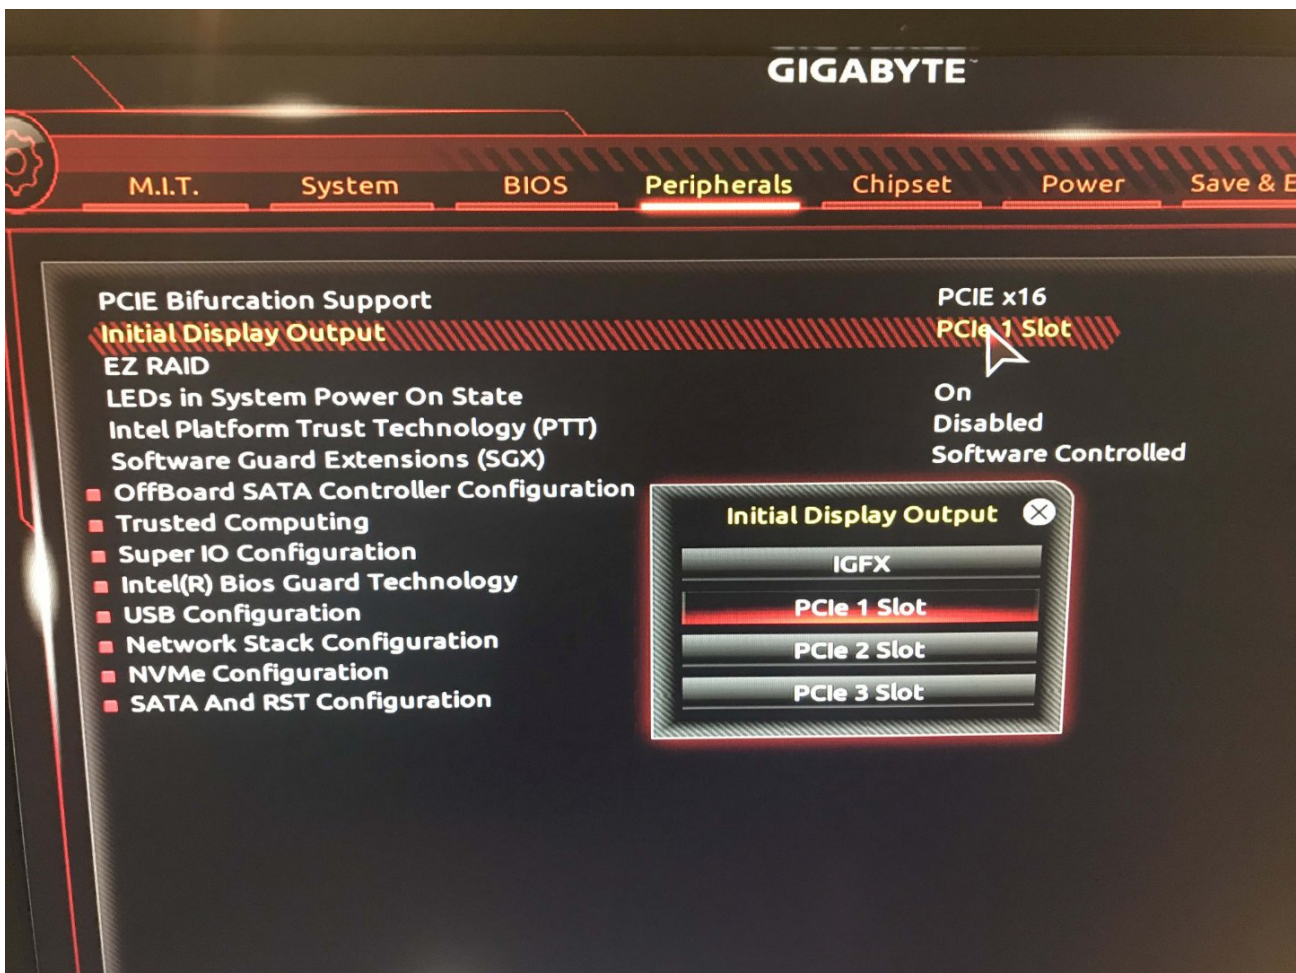 GIGABYTE
M.I.T. System BIOS Peripherals Chipset Power Save & E
PCIE Bifurcation Support PCIE x16
Initial Display Output PCIe 1 Slot
EZ RAID
LEDs in System Power On State On
Intel Platform Trust Technology (PTT) Disabled
Software Guard Extensions (SGX) Software Controlled
OffBoard SATA Controller Configuration
Trusted Computing
Super IO Configuration
Intel(R) Bios Guard Technology
USB Configuration
Network Stack Configuration
NVMe Configuration
SATA And RST Configuration
Initial Display Output
IGFX
PCIe 1 Slot
PCIe 2 Slot
PCIe 3 Slot